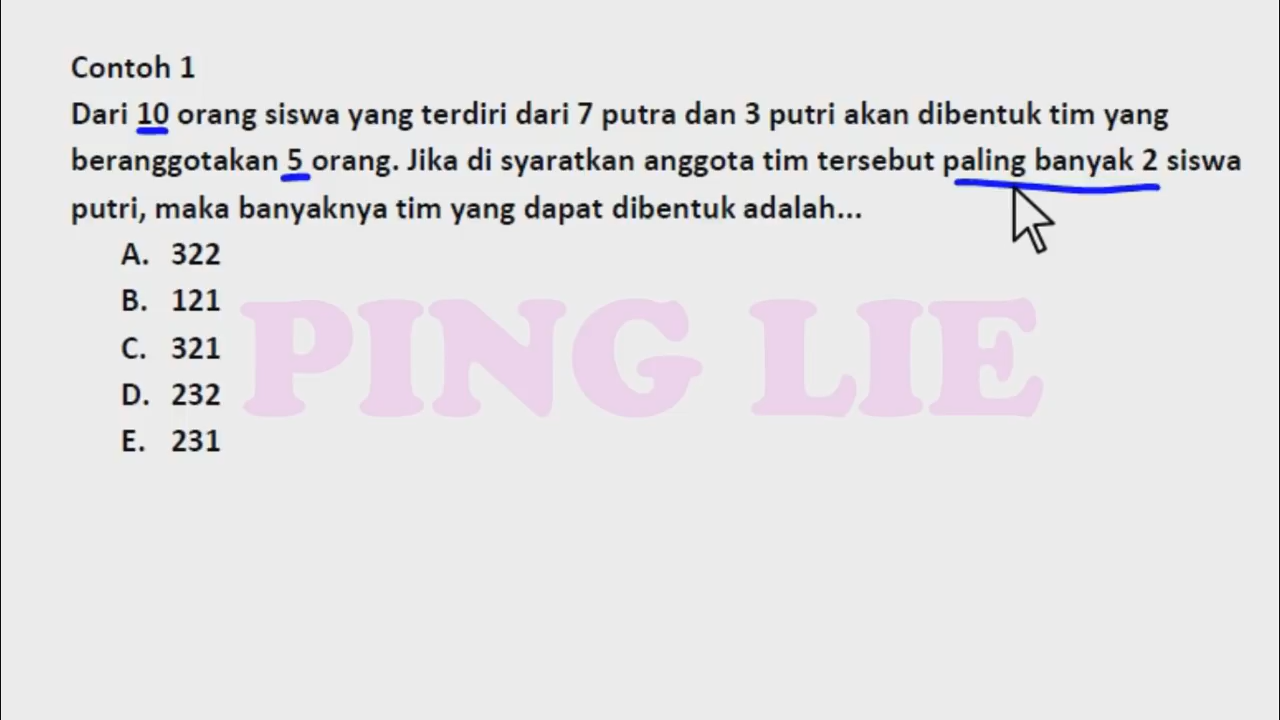 Contoh 1
Dari 10 orang siswa yang terdiri dari 7 putra dan 3 putri akan dibentuk tim yang
beranggotakan 5 orang. Jika di syaratkan anggota tim tersebut paling banyak 2 siswa
putri, maka banyaknya tim yang dapat dibentuk adalah...
A. 322
B. 121
C. 321
D. 232
E. 231
PING LIE